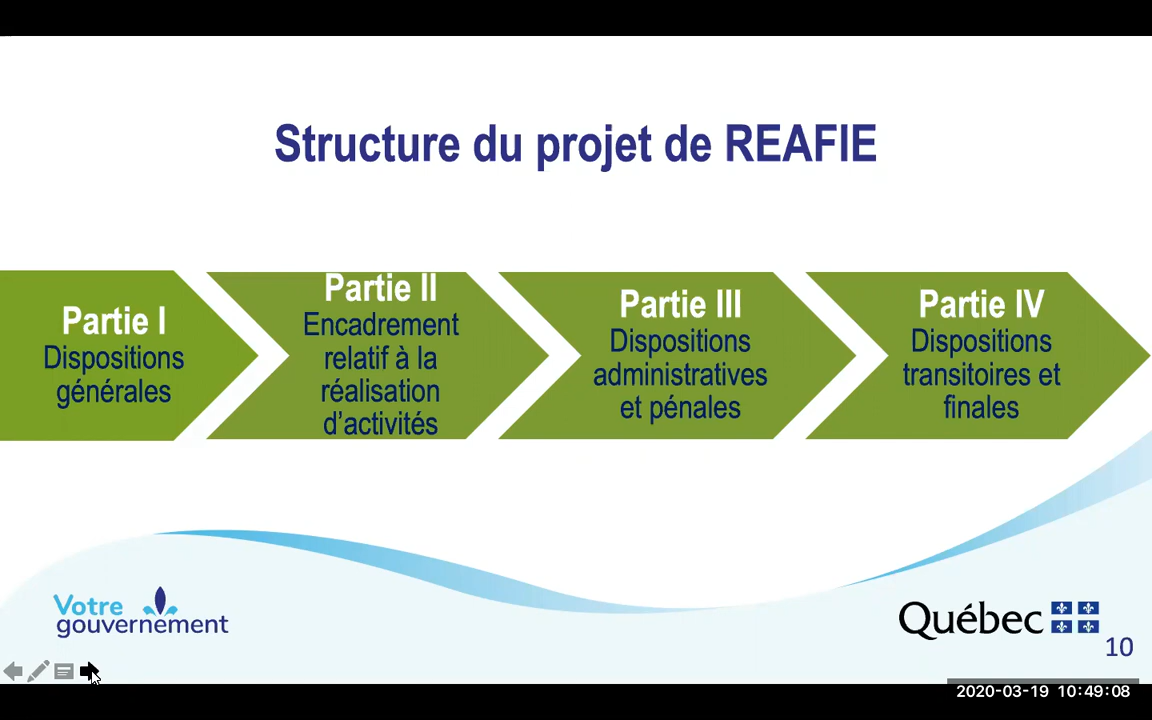 Structure du projet de REAFIE
Partie I
Dispositions
générales
Partie II
Encadrement
relatif à la
réalisation
d’activités
Partie III
Dispositions
administratives
et pénales
Partie IV
Dispositions
transitoires et
finales
Votre
gouvernement
Québec
10
2020-03-19 10:49:08